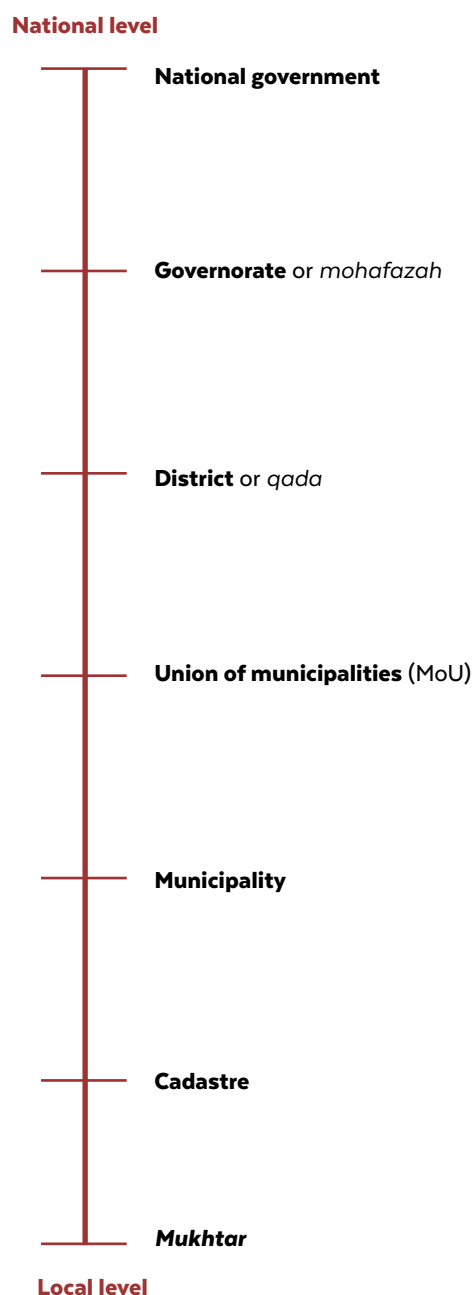 National level
National government
Governorate or mohafazah
District or qada
Union of municipalities (MoU)
Municipality
Cadastre
Mukhtar
Local level